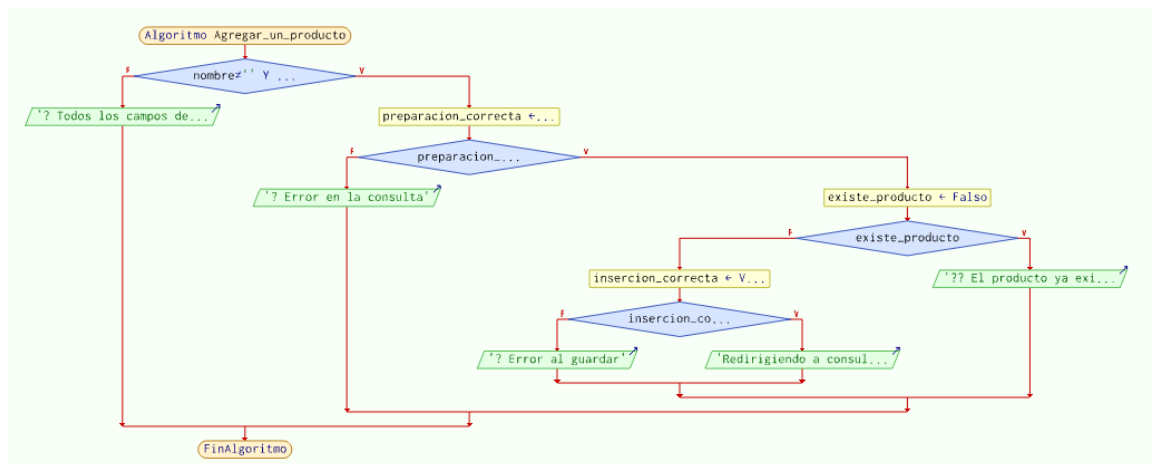 Algoritmo Agregar_un_producto
F
nombre≠'' Y ...
V
'? Todos los campos de...
preparacion_correcta ←...
F
preparacion_...
V
'? Error en la consulta'
existe_producto ← Falso
F
existe_producto
V
insercion_correcta ← V...
'?? El producto ya exi...
F
insercion_co...
V
'? Error al guardar'
'Redirigiendo a consul...
FinAlgoritmo